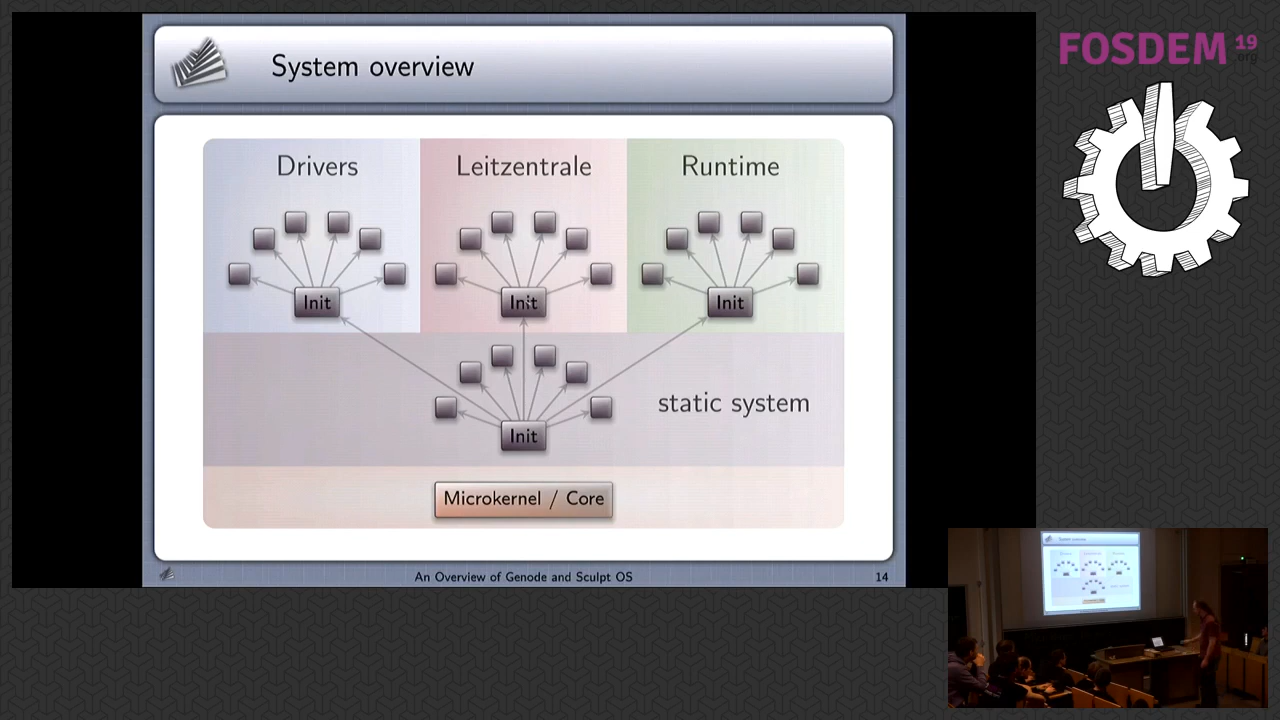 System overview
Drivers
Leitzentrale
Runtime
Init
Init
Init
static system
Init
Microkernel / Core
An Overview of Genode and Sculpt OS
14
FOSDEM 19
.org